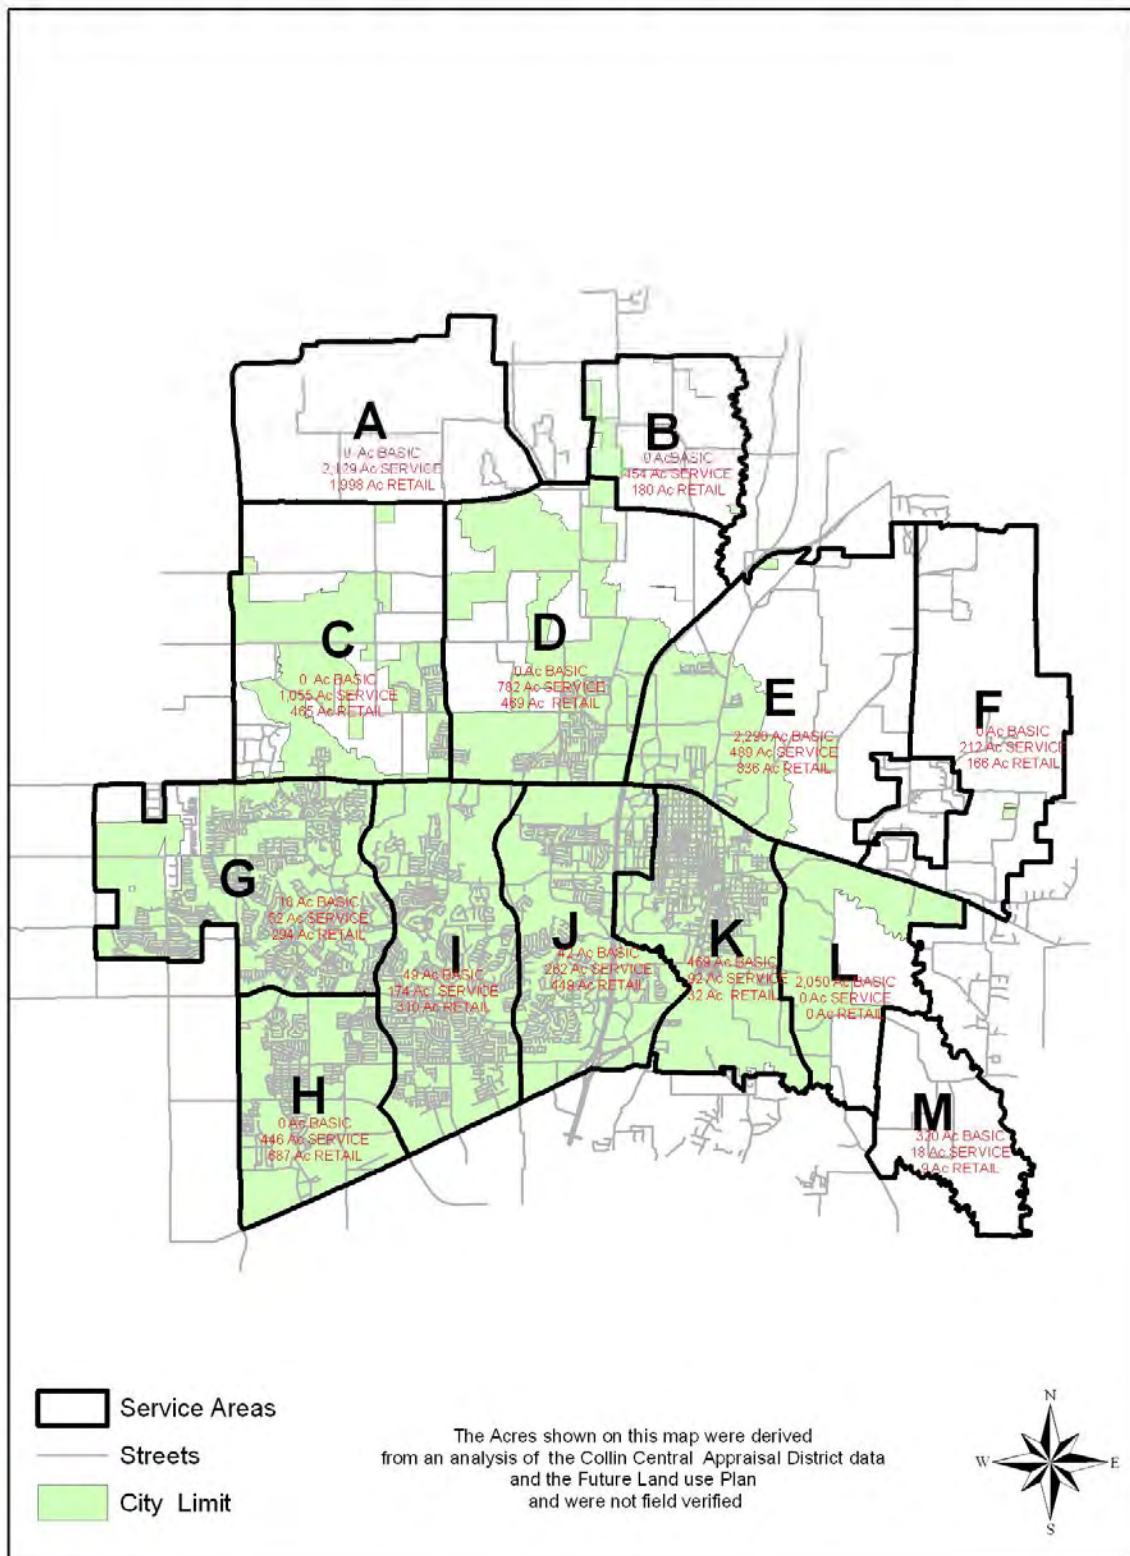 A
0 Ac BASIC
2,129 Ac SERVICE
1,998 Ac RETAIL
B
0 Ac BASIC
454 Ac SERVICE
180 Ac RETAIL
C
0 Ac BASIC
1,055 Ac SERVICE
465 Ac RETAIL
D
0 Ac BASIC
782 Ac SERVICE
469 Ac RETAIL
E
2,290 Ac BASIC
489 Ac SERVICE
836 Ac RETAIL
F
0 Ac BASIC
212 Ac SERVICE
166 Ac RETAIL
G
Ac BASIC
52 Ac SERVICE
294 Ac RETAIL
H
0 Ac BASIC
446 Ac SERVICE
Ac RETAIL
I
49 Ac BASIC
174 Ac SERVICE
310 Ac RETAIL
J
42 Ac BASIC
262 Ac SERVICE
449 Ac RETAIL
K
469 Ac BASIC
92 Ac SERVICE
32 Ac RETAIL
L
2,050 Ac BASIC
0 Ac SERVICE
0 Ac RETAIL
M
320 Ac BASIC
18 Ac SERVICE
9 Ac RETAIL
Service Areas
Streets
City Limit
The Acres shown on this map were derived
from an analysis of the Collin Central Appraisal District data
and the Future Land use Plan
and were not field verified
N
W
E
S